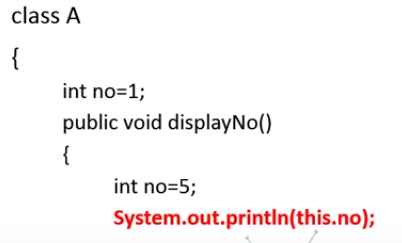 class A
{
int no=1;
public void displayNo()
{
int no=5;
System.out.println(this.no);